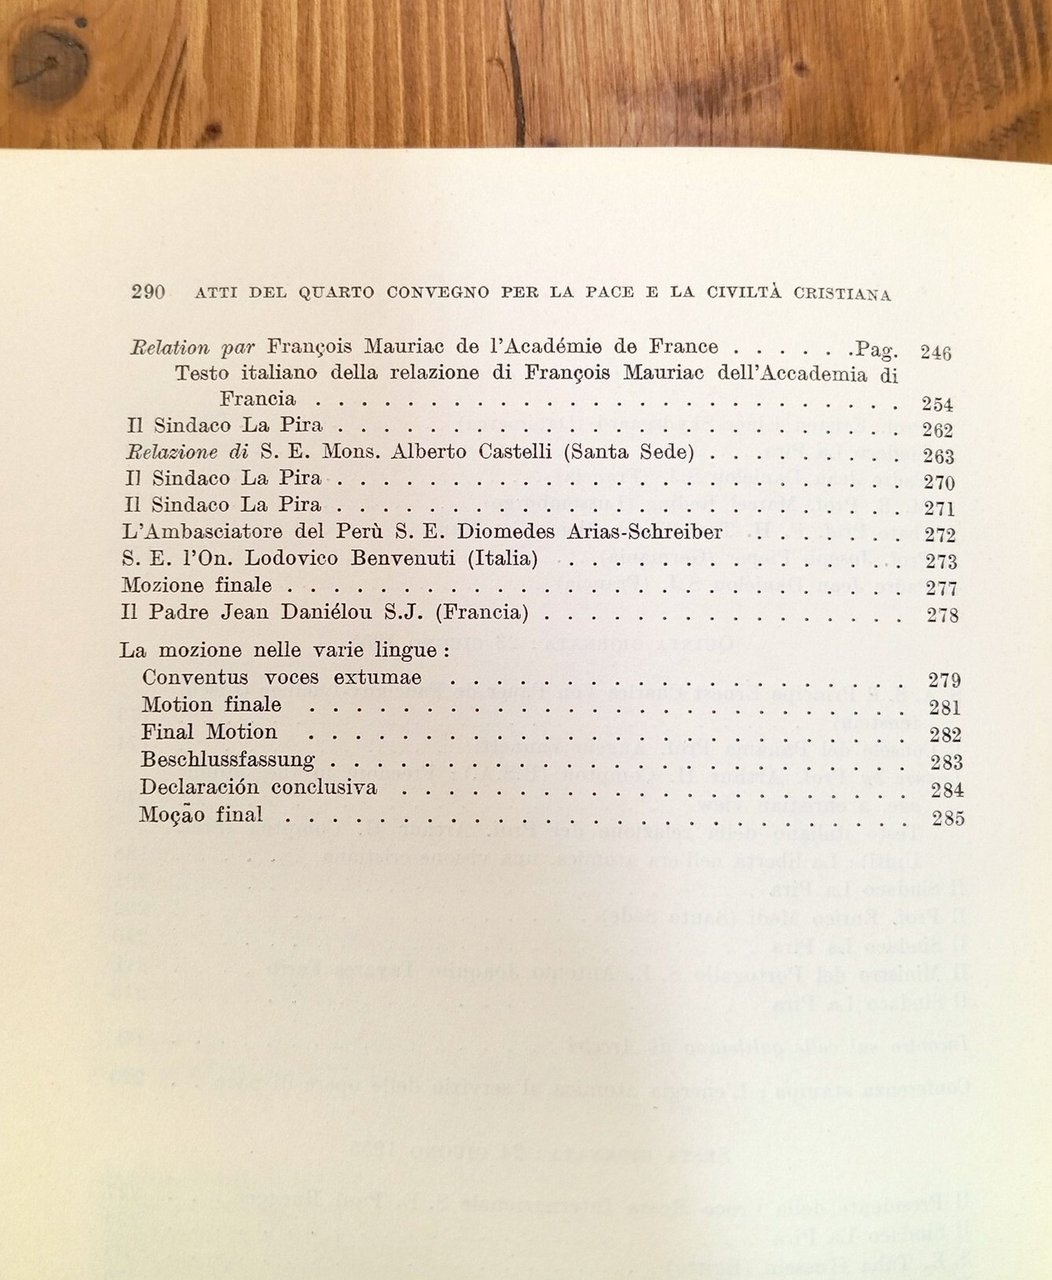 290 ATTI DEL QUARTO CONVEGNO PER LA PACE E LA CIVILTÀ CRISTIANA
Relation par François Mauriac de l'Académie de France . . . . . . .Pag. 246
Testo italiano della relazione di François Mauriac dell'Accademia di
Francia . . . . . . . . . . . . . . . . . . . . . 254
Il Sindaco La Pira . . . . . . . . . . . . . . . . . . . . 262
Relazione di S. E. Mons. Alberto Castelli (Santa Sede) . . . . . . . . 263
Il Sindaco La Pira . . . . . . . . . . . . . . . . . . . . 270
Il Sindaco La Pira . . . . . . . . . . . . . . . . . . . . 271
L'Ambasciatore del Perù S. E. Diomedes Arias-Schreiber . . . . . . . 272
S. E. l'On. Lodovico Benvenuti (Italia) . . . . . . . . . . . . . 273
Mozione finale . . . . . . . . . . . . . . . . . . . . . . 277
Il Padre Jean Daniélou S.J. (Francia) . . . . . . . . . . . . . 278
La mozione nelle varie lingue :
Conventus voces extumae . . . . . . . . . . . . . . . . 279
Motion finale . . . . . . . . . . . . . . . . . . . . . 281
Final Motion . . . . . . . . . . . . . . . . . . . . . 282
Beschlussfassung . . . . . . . . . . . . . . . . . . . . 283
Declaración conclusiva . . . . . . . . . . . . . . . . . . 284
Moção final . . . . . . . . . . . . . . . . . . . . . . 285